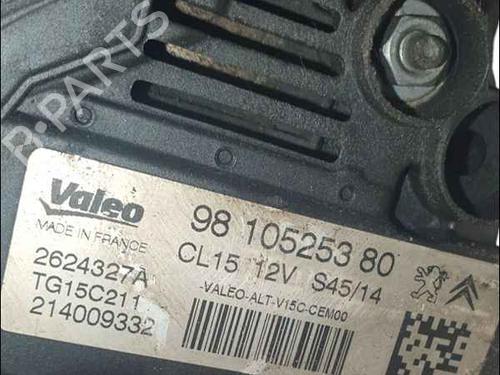 R-PARTS
Valeo
MADE IN FRANCE
98 105253 80
2624327A
CL15 12V S45/14
TG15C211
-VALEO-ALT-V15C-CEM00
214009332